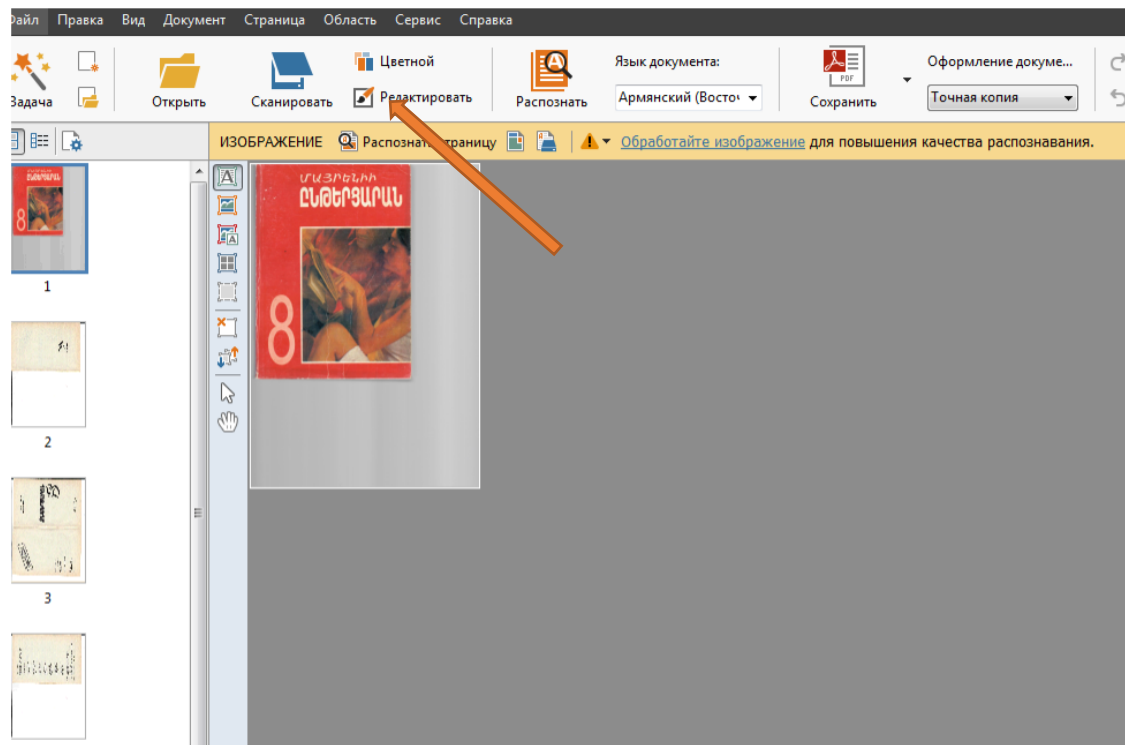 Файл Правка Вид Документ Страница Область Сервис Справка
Задача Открыть Сканировать Цветной Редактировать Распознать Язык документа: Армянский (Восточ Сохранить PDF Оформление докуме... Точная копия
ИЗОБРАЖЕНИЕ Распознать страницу Обработайте изображение для повышения качества распознавания.
ՄԱՅՐԵՆԻԻ
ԸՆԹԵՐՑԱՐԱՆ
8
1
2
3